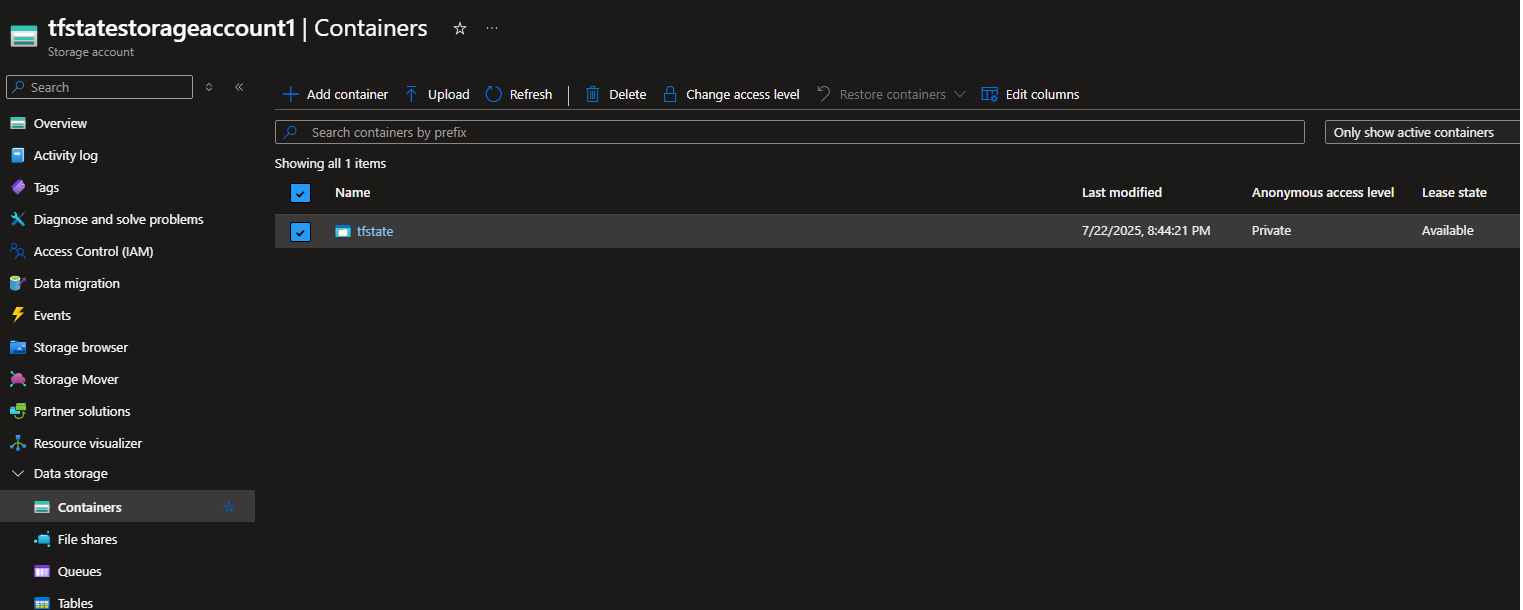 tfstatestorageaccount1 | Containers
Storage account
Search
Overview
Activity log
Tags
Diagnose and solve problems
Access Control (IAM)
Data migration
Events
Storage browser
Storage Mover
Partner solutions
Resource visualizer
Data storage
Containers
File shares
Queues
Tables
Add container Upload Refresh Delete Change access level Restore containers Edit columns
Search containers by prefix Only show active containers
Showing all 1 items
Name Last modified Anonymous access level Lease state
tfstate 7/22/2025, 8:44:21 PM Private Available